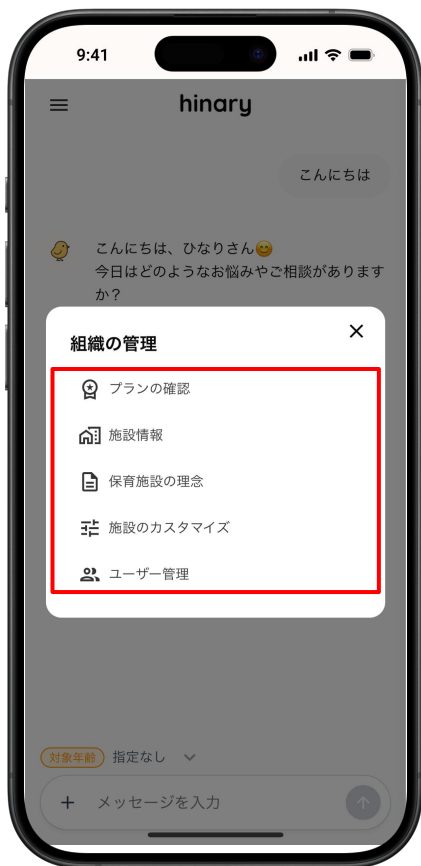 9:41
hinary
こんにちは
こんにちは、ひなりさん😊
今日はどのようなお悩みやご相談があります
か？
組織の管理
プランの確認
施設情報
保育施設の理念
施設のカスタマイズ
ユーザー管理
対象年齢 指定なし
メッセージを入力